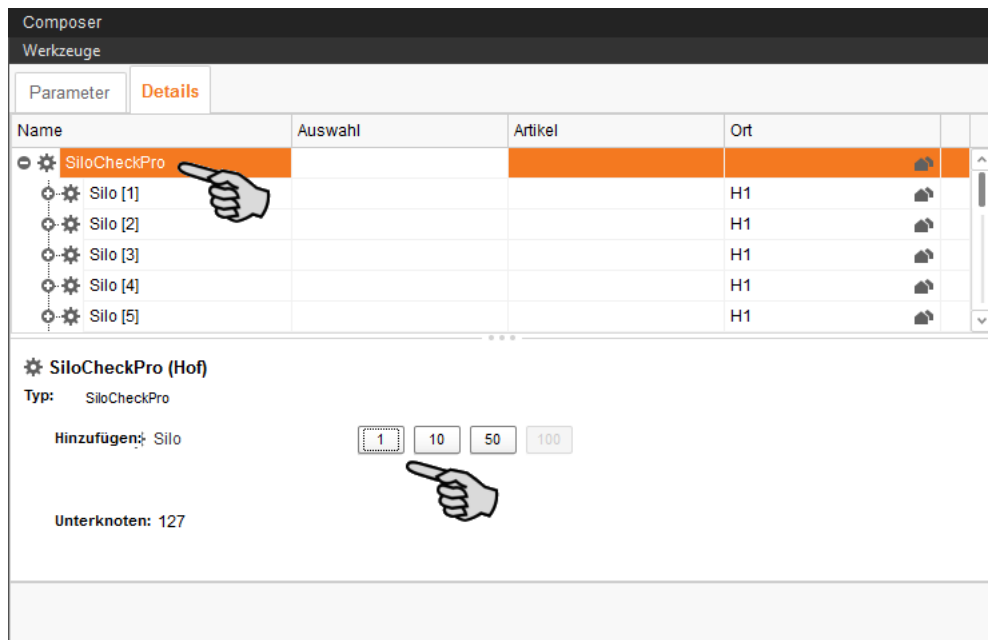 Composer
Werkzeuge
Parameter Details
Name Auswahl Artikel Ort
SiloCheckPro
Silo [1] H1
Silo [2] H1
Silo [3] H1
Silo [4] H1
Silo [5] H1
SiloCheckPro (Hof)
Typ: SiloCheckPro
Hinzufügen: Silo 1 10 50 100
Unterknoten: 127